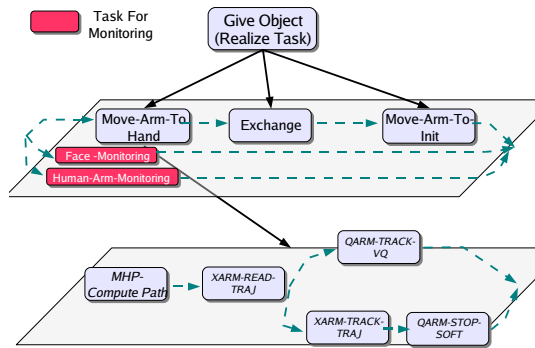 Task For
Monitoring
Give Object
(Realize Task)
Move-Arm-To
Hand
Exchange
Move-Arm-To-
Init
Face -Monitoring
Human-Arm-Monitoring
QARM-TRACK-
VQ
MHP-
Compute Path
XARM-READ-
TRAJ
XARM-TRACK-
TRAJ
QARM-STOP-
SOFT